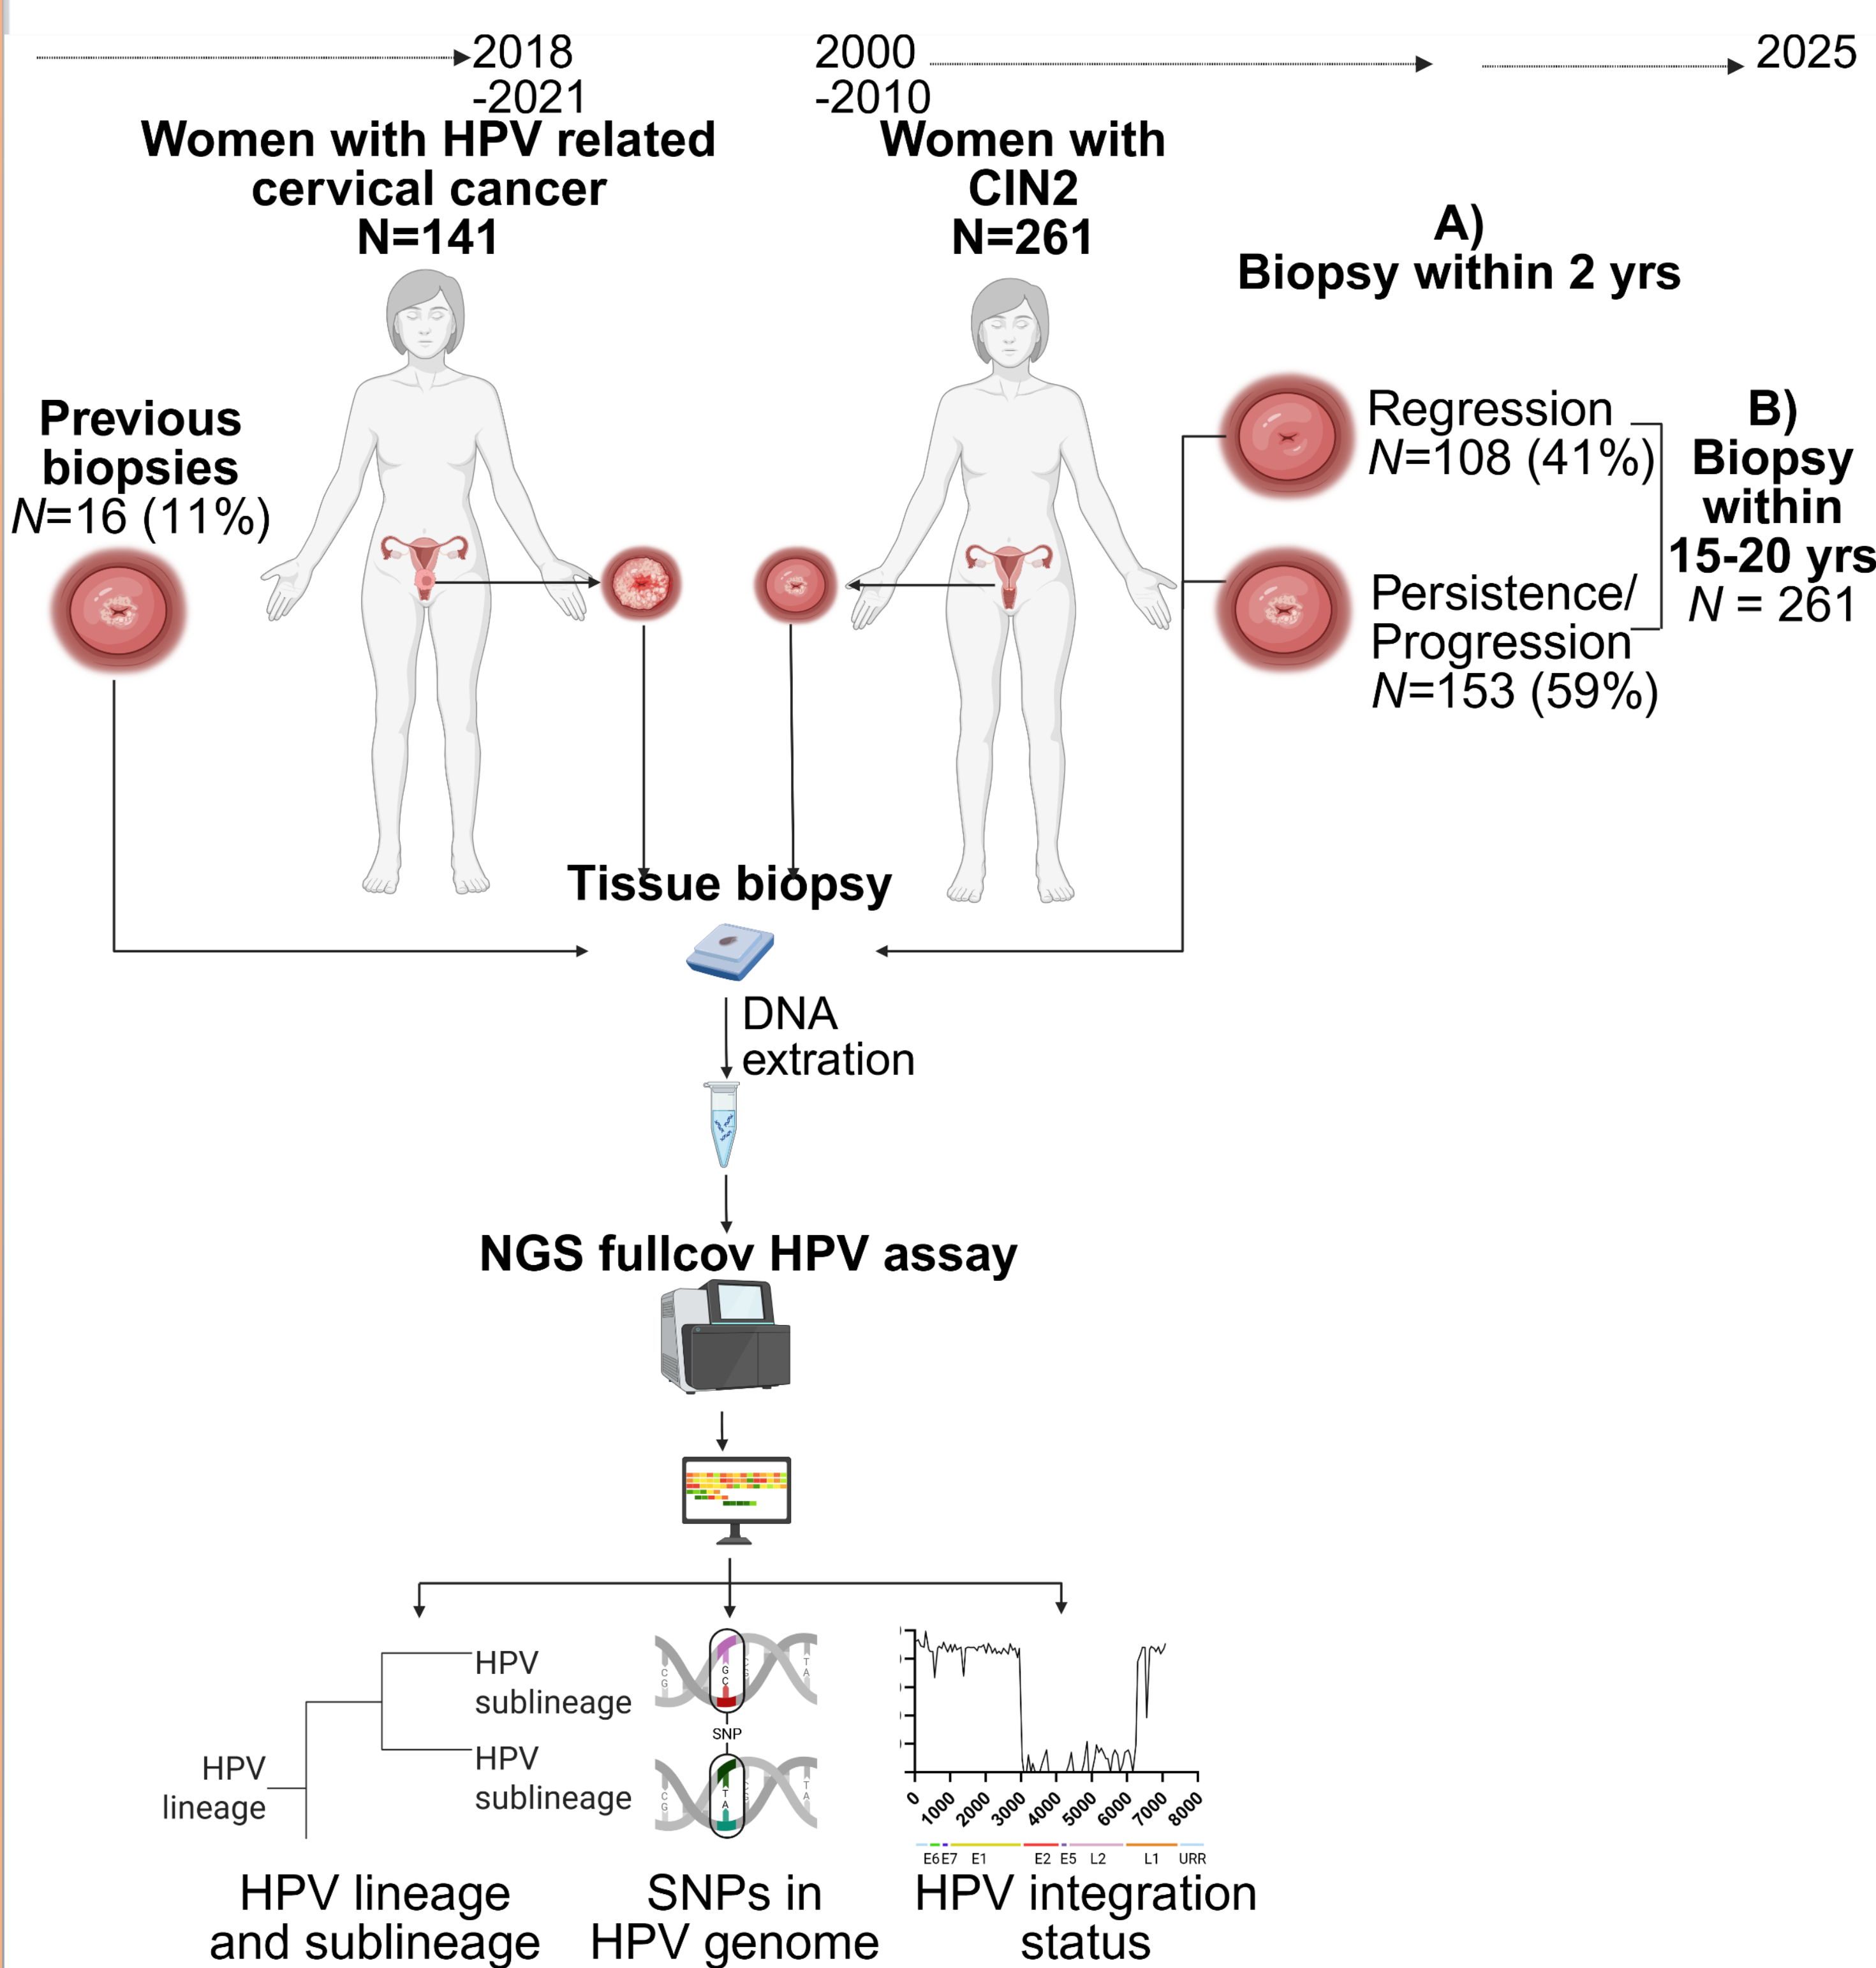 2018
-2021
2000
-2010
2025
Women with HPV related
cervical cancer
N=141
Women with
CIN2
N=261
A)
Biopsy within 2 yrs
Previous
biopsies
N=16 (11%)
Regression
N=108 (41%)
Persistence/
Progression
N=153 (59%)
B)
Biopsy
within
15-20 yrs
N = 261
Tissue biopsy
DNA
extration
NGS fullcov HPV assay
HPV
lineage
HPV
sublineage
HPV
sublineage
C
G
G
C
C
G
T
A
SNP
C
G
T
A
C
G
T
A
0
1000
2000
3000
4000
5000
6000
7000
8000
E6 E7 E1 E2 E5 L2 L1 URR
HPV lineage
and sublineage
SNPs in
HPV genome
HPV integration
status